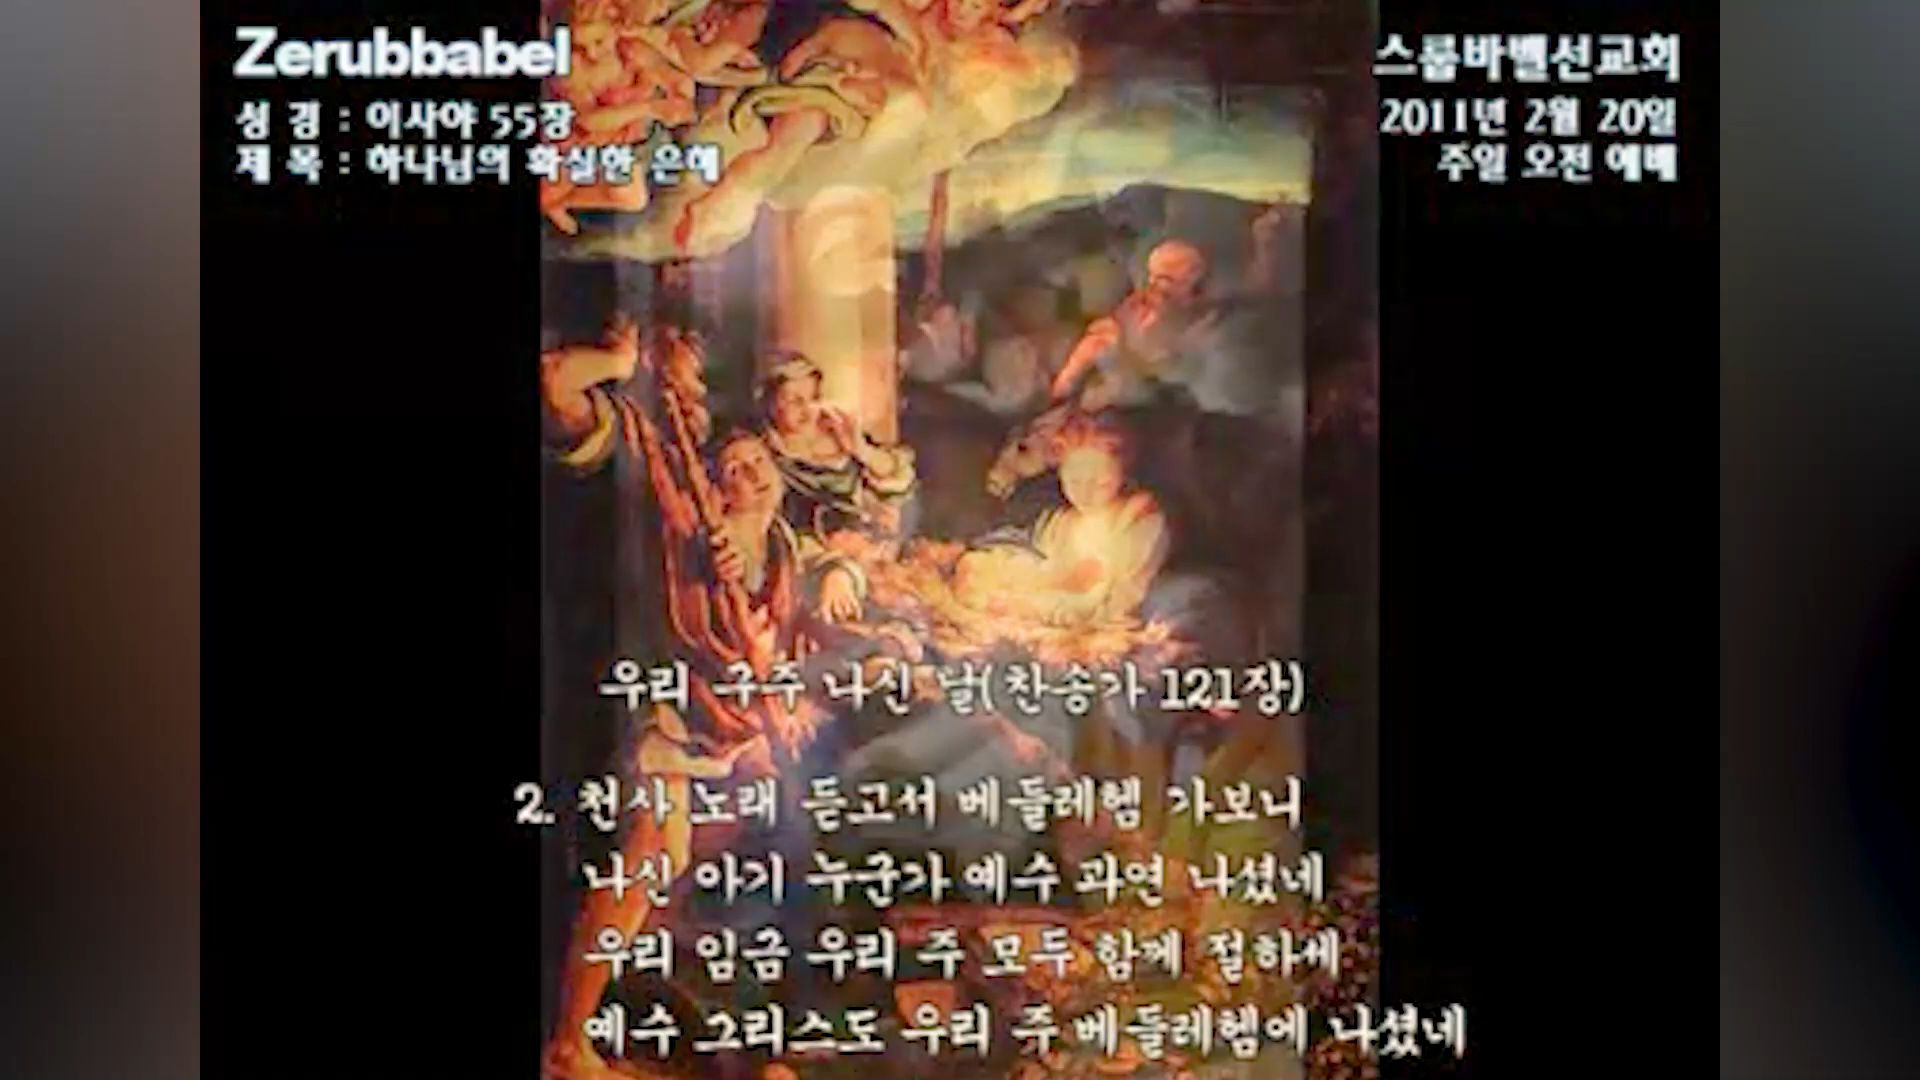 Zerubbabel
성 경 : 이사야 55장
제 목 : 하나님의 확실한 은혜
스룹바벨선교회
2011년 2월 20일
주일 오전 예배
우리 구주 나신 날(찬송가 121장)
2. 천사 노래 듣고서 베들레헴 가보니
나신 아기 누군가 예수 과연 나셨네
우리 임금 우리 주 모두 함께 절하세
예수 그리스도 우리 주 베들레헴에 나셨네